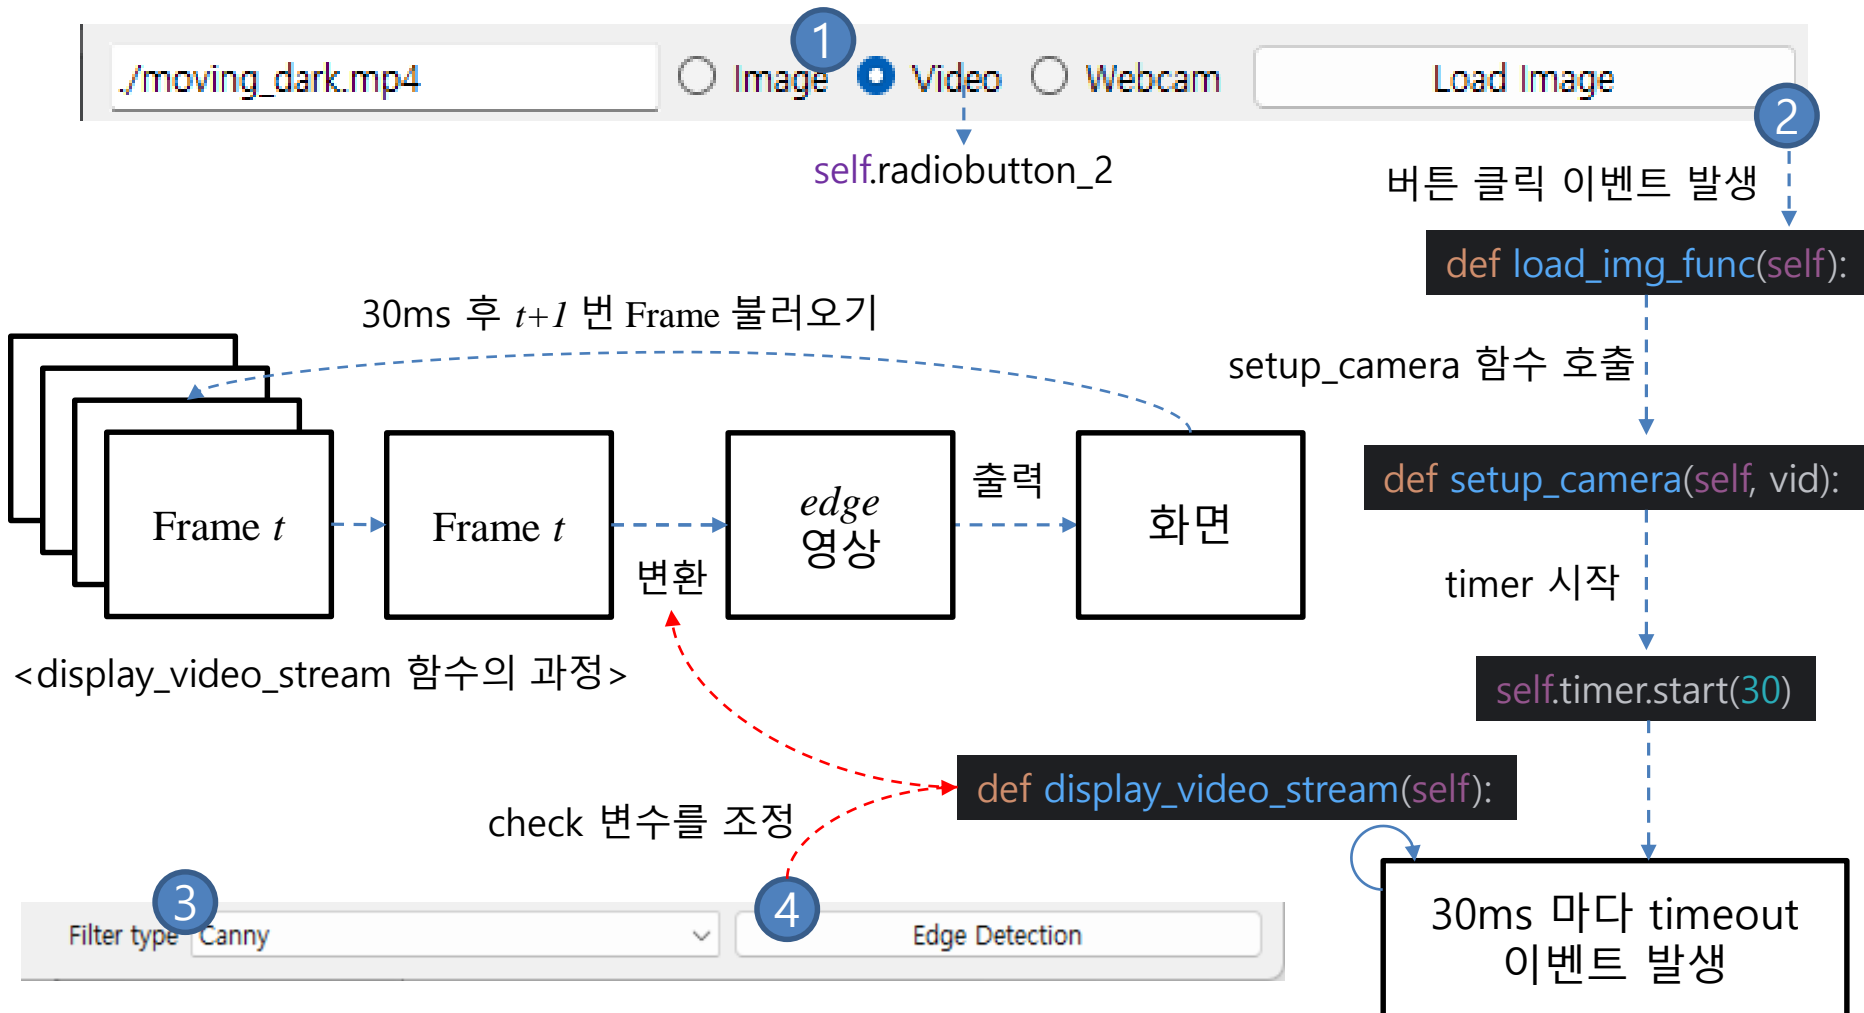 1
./moving_dark.mp4
Image
Video
Webcam
Load Image
2
self.radiobutton_2
버튼 클릭 이벤트 발생
def load_img_func(self):
30ms 후 t+1 번 Frame 불러오기
setup_camera 함수 호출
def setup_camera(self, vid):
Frame t
Frame t
변환
edge
영상
출력
화면
timer 시작
<display_video_stream 함수의 과정>
self.timer.start(30)
def display_video_stream(self):
check 변수를 조정
3
4
Filter type
Canny
Edge Detection
30ms 마다 timeout
이벤트 발생